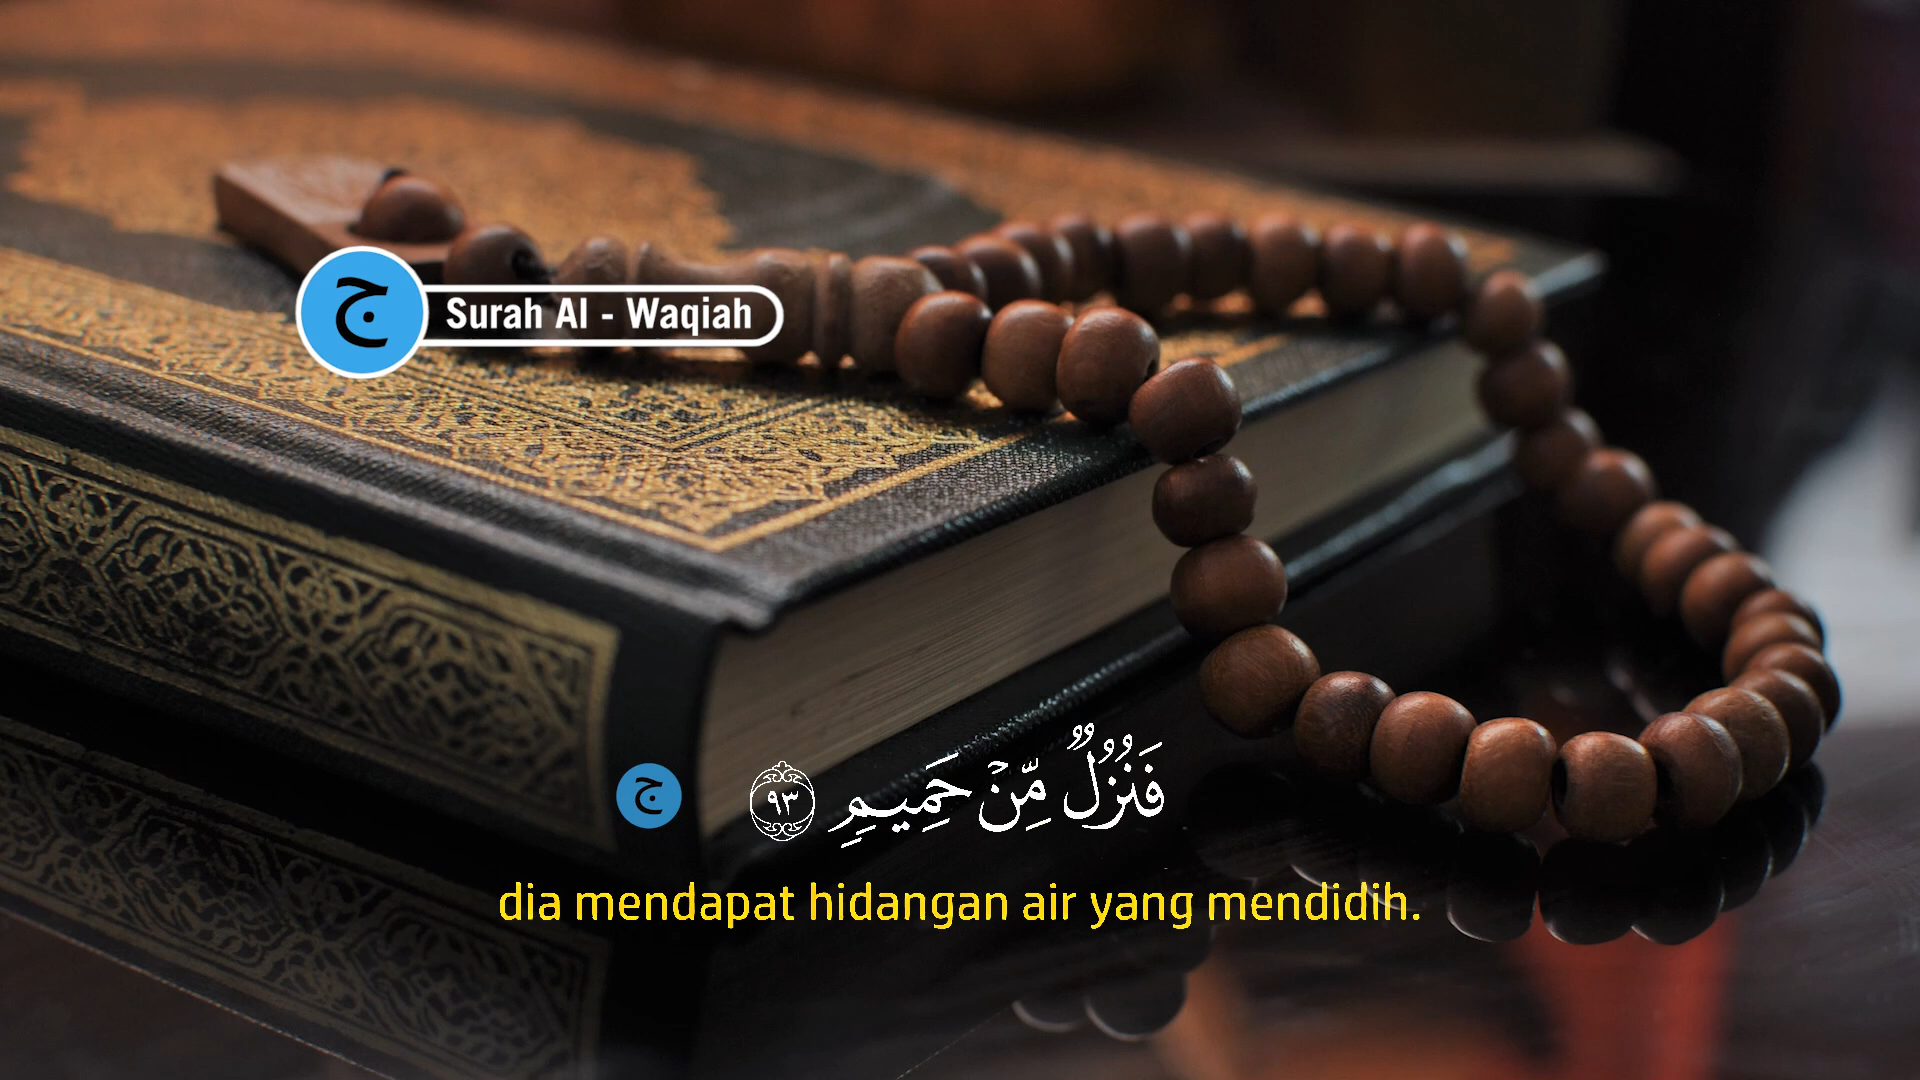 ج Surah Al - Waqiah
فَنُزُلٌ مِّنْ حَمِيمٍ ٩٣ ج
dia mendapat hidangan air yang mendidih.